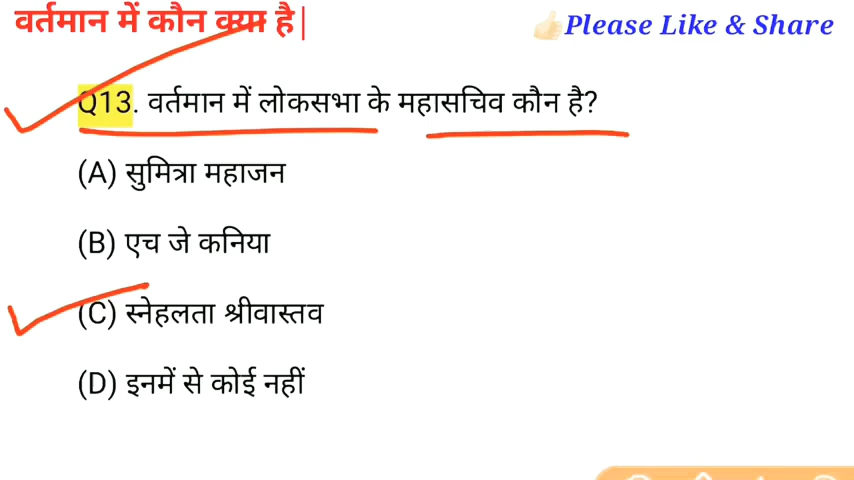 वर्तमान में कौन क्या है|
👍🏻Please Like & Share
Q13. वर्तमान में लोकसभा के महासचिव कौन है?
(A) सुमित्रा महाजन
(B) एच जे कनिया
(C) स्नेहलता श्रीवास्तव
(D) इनमें से कोई नहीं